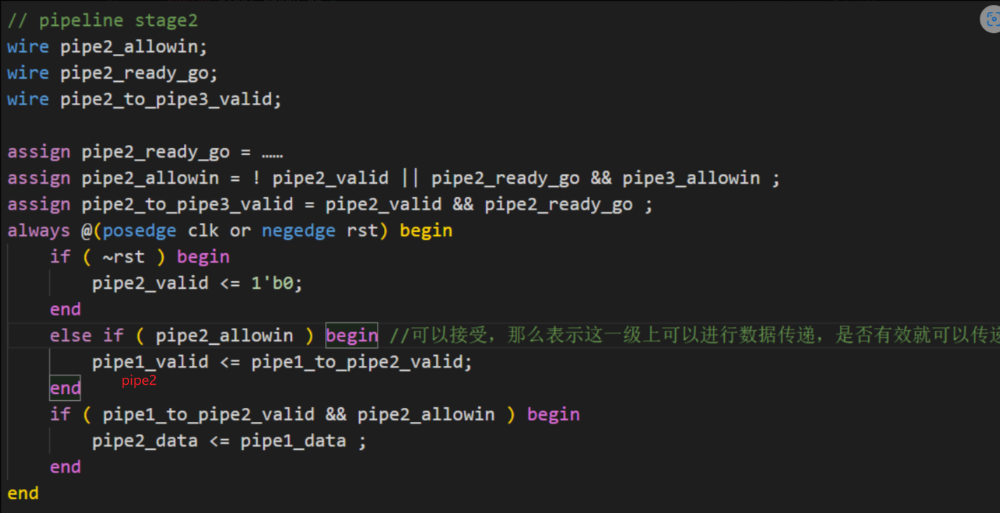 // pipeline stage2
wire pipe2_allowin;
wire pipe2_ready_go;
wire pipe2_to_pipe3_valid;
assign pipe2_ready_go = ……
assign pipe2_allowin = ! pipe2_valid || pipe2_ready_go && pipe3_allowin ;
assign pipe2_to_pipe3_valid = pipe2_valid && pipe2_ready_go ;
always @(posedge clk or negedge rst) begin
if ( ~rst ) begin
pipe2_valid <= 1'b0;
end
else if ( pipe2_allowin ) begin //可以接受，那么表示这一级上可以进行数据传递，是否有效就可以传递
pipe1_valid <= pipe1_to_pipe2_valid;
pipe2
end
if ( pipe1_to_pipe2_valid && pipe2_allowin ) begin
pipe2_data <= pipe1_data ;
end
end